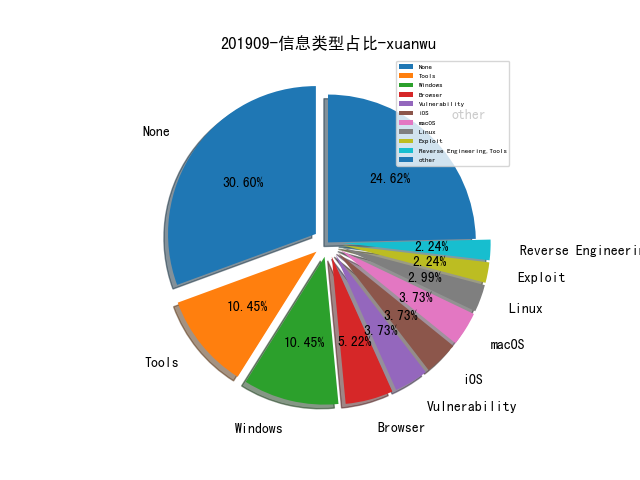 201909-信息类型占比-xuanwu
None
Tools
Windows
Browser
Vulnerability
iOS
macOS
Linux
Exploit
Reverse Engineering,Tools
other
other
None
30.60%
24.62%
2.24%
Reverse Engineerin
2.24%
Exploit
2.99%
Linux
3.73%
macOS
3.73%
iOS
3.73%
Vulnerability
5.22%
Browser
10.45%
Windows
10.45%
Tools